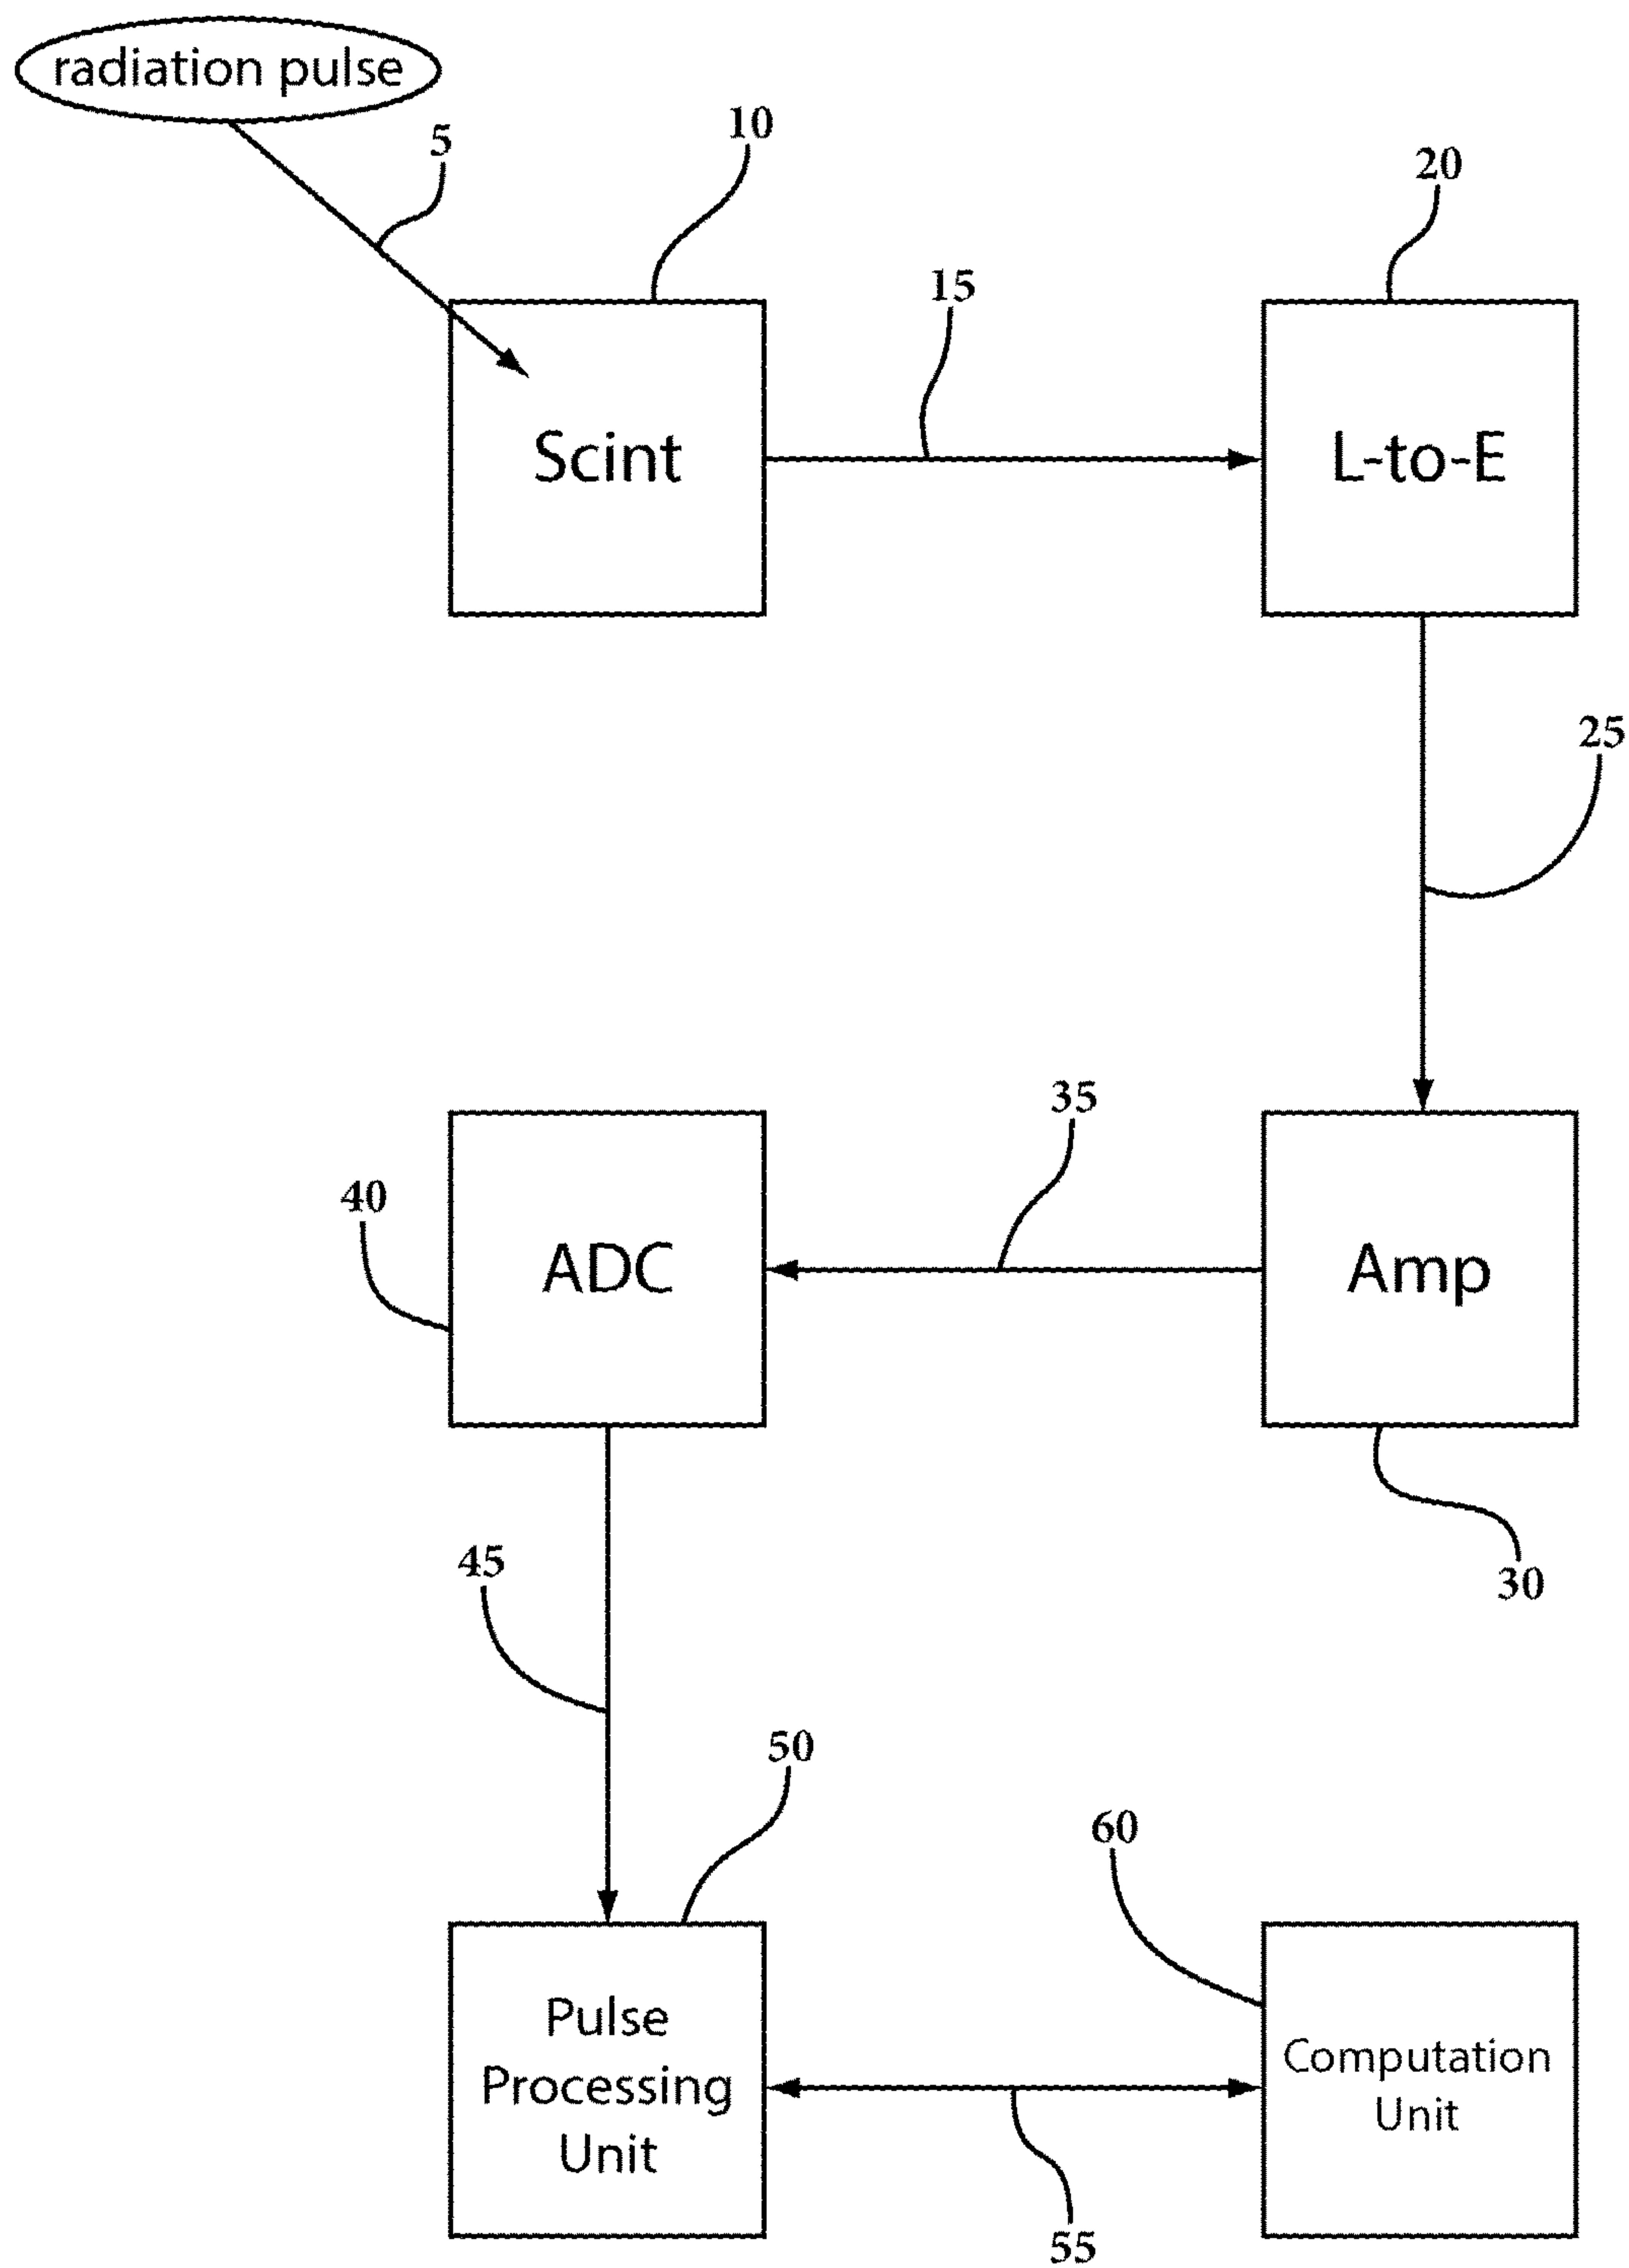 radiation pulse
5
10
20
15
Scint
L-to-E
25
35
40
ADC
Amp
45
30
50
60
Pulse
Processing
Unit
Computation
Unit
55